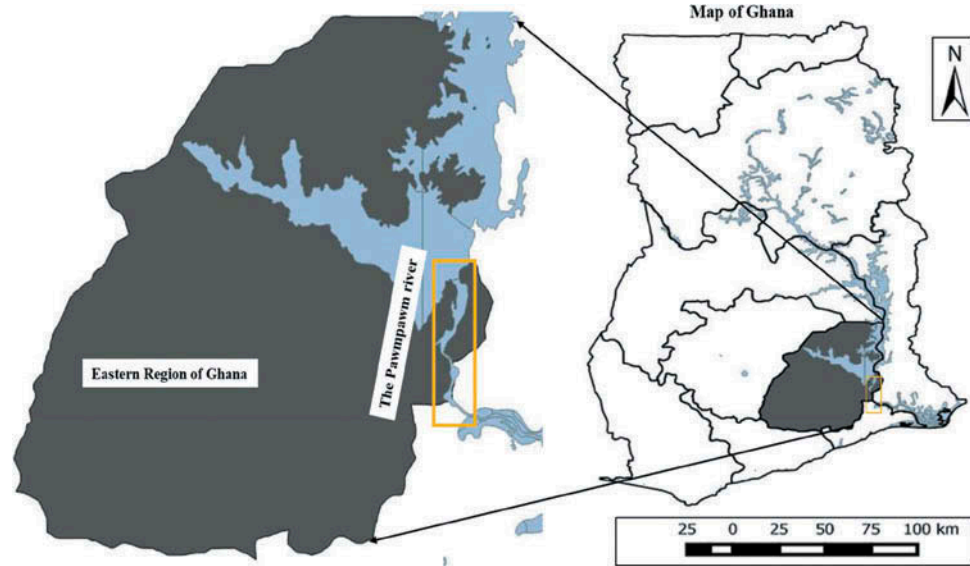 Map of Ghana
N
The Pawmpawm river
Eastern Region of Ghana
25 0 25 50 75 100 km